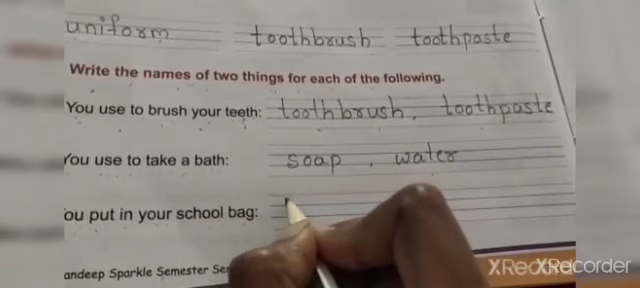 uniform toothbrush toothpaste
Write the names of two things for each of the following.
You use to brush your teeth: toothbrush, toothpaste
You use to take a bath: soap, water
ou put in your school bag:
andeep Sparkle Semester Se
XRecorder